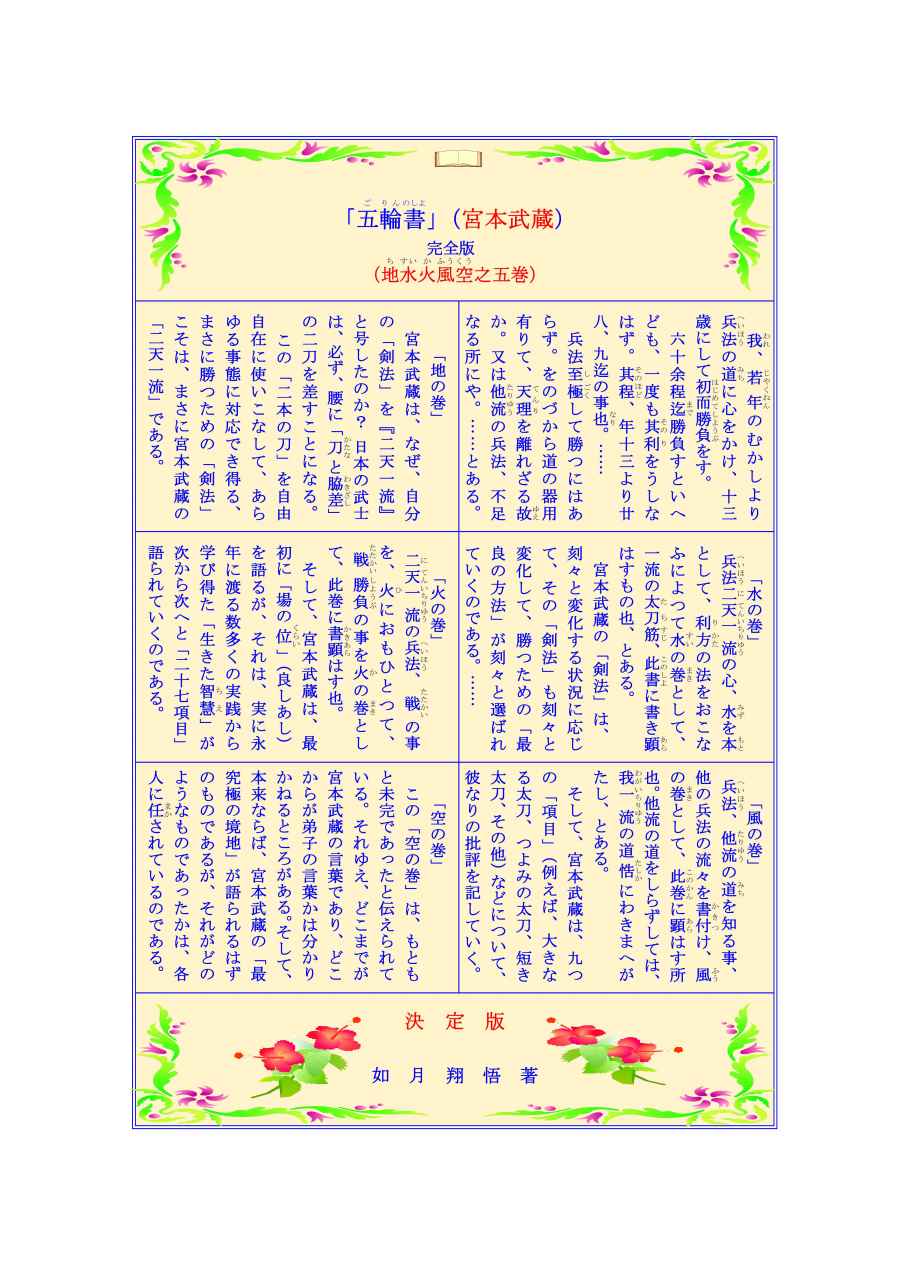 「五輪書」（宮本武蔵）
完全版
（地水火風空之五巻）
我、若年のむかしより
兵法の道に心をかけ、十三
歳にして初而勝負をす。
六十余程迄勝負すといへ
ども、一度も其利をうしな
はず。其程、年十三より廿
八、九迄の事也。……
兵法至極して勝つにはあ
らず。をのづから道の器用
有りて、天理を離れざる故
か。又は他流の兵法、不足
なる所にや。……とある。
「地の巻」
宮本武蔵は、なぜ、自分
の「剣法」を『二天一流』
と号したのか？ 日本の武士
は、必ず、腰に「刀と脇差」
の二刀を差すことになる。
この「二本の刀」を自由
自在に使いこなして、あら
ゆる事態に対応でき得る、
まさに勝つための「剣法」
こそは、まさに宮本武蔵の
「二天一流」である。
「水の巻」
兵法二天一流の心、水を本
として、利方の法をおこな
ふによつて水の巻として、
一流の太刀筋、此書に書き顕
はすもの也、とある。
宮本武蔵の「剣法」は、
刻々と変化する状況に応じ
て、その「剣法」も刻々と
変化して、勝つための「最
良の方法」が刻々と選ばれ
ていくのである。……
「火の巻」
二天一流の兵法、戦の事
を、火におもひとつて、
戦勝負の事を火の巻とし
て、此巻に書顕はす也。
そして、宮本武蔵は、最
初に「場の位」（良しあし）
を語るが、それは、実に永
年に渡る数多くの実践から
学び得た「生きた智慧」が
次から次へと「二十七項目」
語られていくのである。
「風の巻」
兵法、他流の道を知る事、
他の兵法の流々を書付け、風
の巻として、此巻に顕はす所
也。他流の道をしらずしては、
我一流の道慥にわきまへが
たし、とある。
そして、宮本武蔵は、九つ
の「項目」（例えば、大きな
る太刀、つよみの太刀、短き
太刀、その他）などについて、
彼なりの批評を記していく。
「空の巻」
この「空の巻」は、もとも
と未完であったと伝えられて
いる。それゆえ、どこまでが
宮本武蔵の言葉であり、どこ
からが弟子の言葉かは分かり
かねるところがある。そして、
本来ならば、宮本武蔵の「最
究極の境地」が語られるはず
のものであるが、それがどの
ようなものであったかは、各
人に任されているのである。
決定版
如月翔悟著